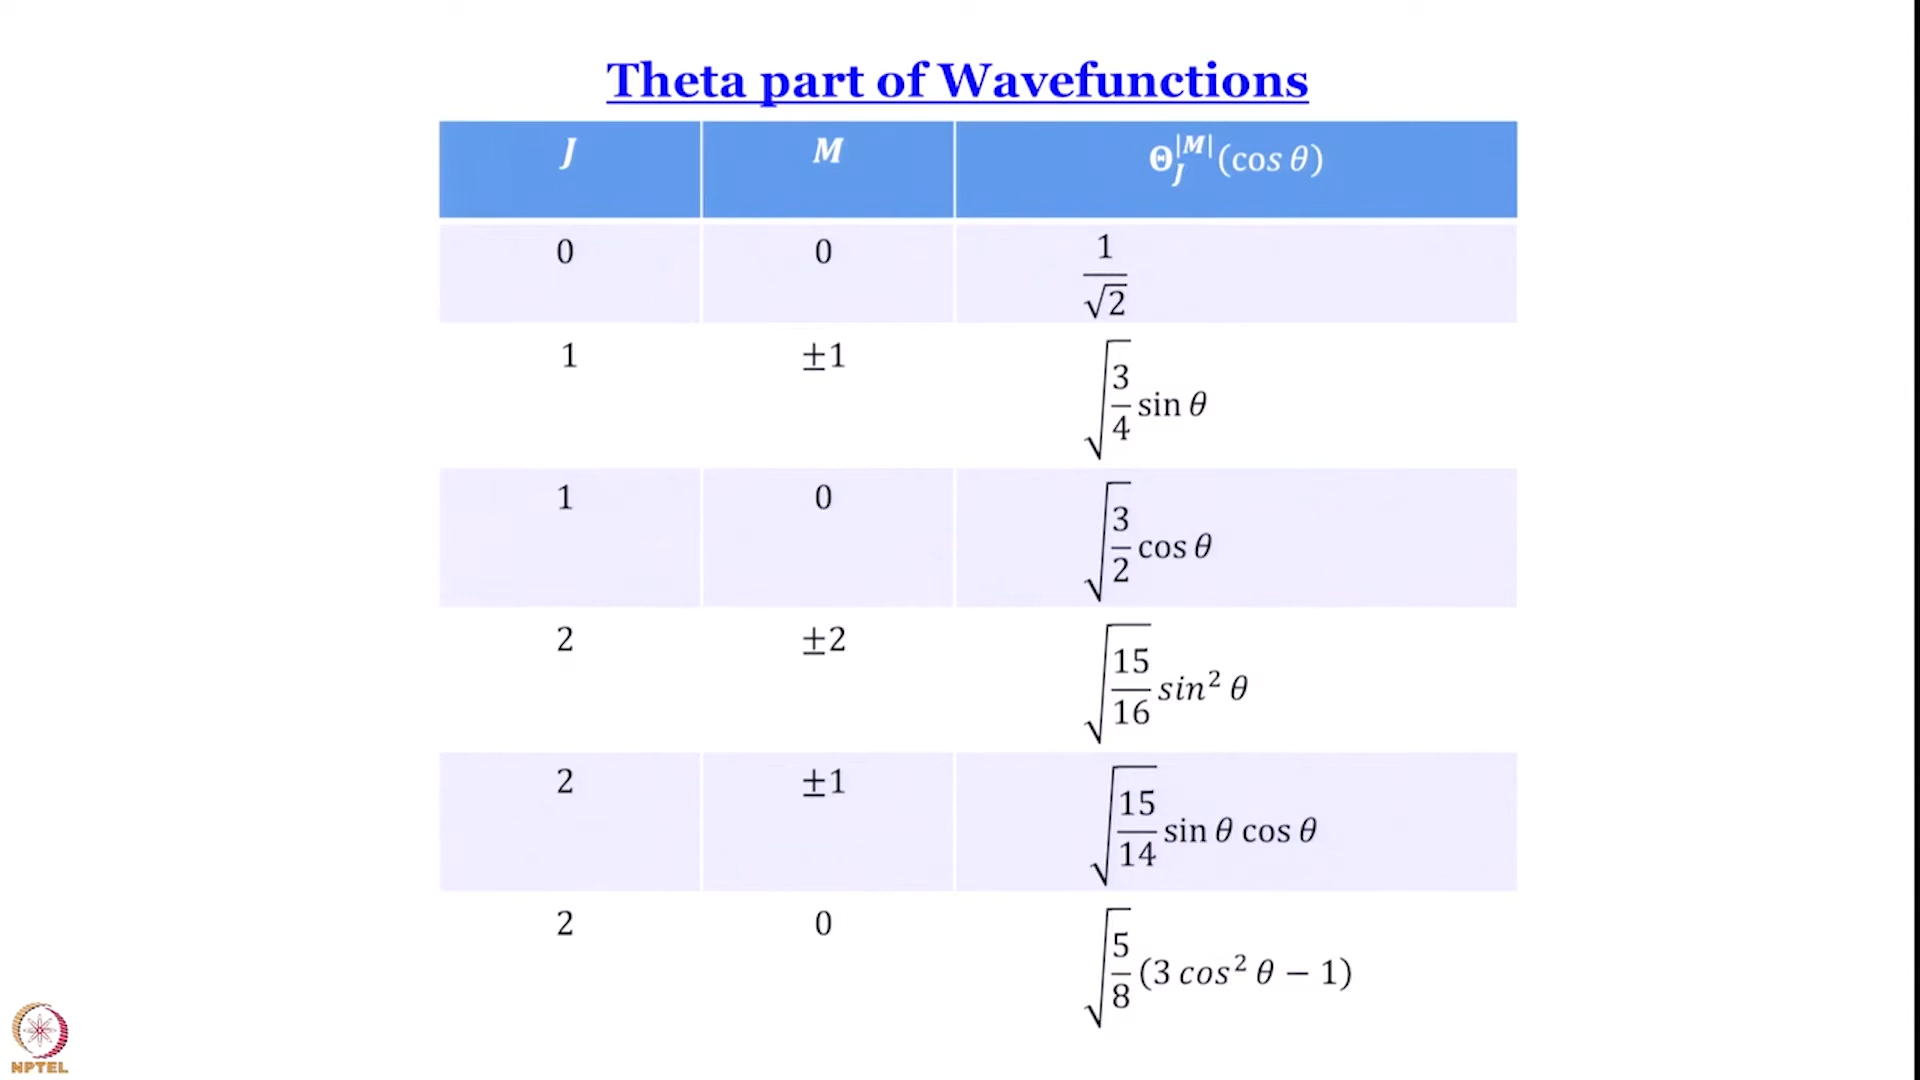 Theta part of Wavefunctions
J M Θ_J^|M|(cos θ)
0 0 1/√2
1 ±1 √(3/4) sin θ
1 0 √(3/2) cos θ
2 ±2 √(15/16) sin² θ
2 ±1 √(15/14) sin θ cos θ
2 0 √(5/8) (3 cos² θ − 1)
NPTEL